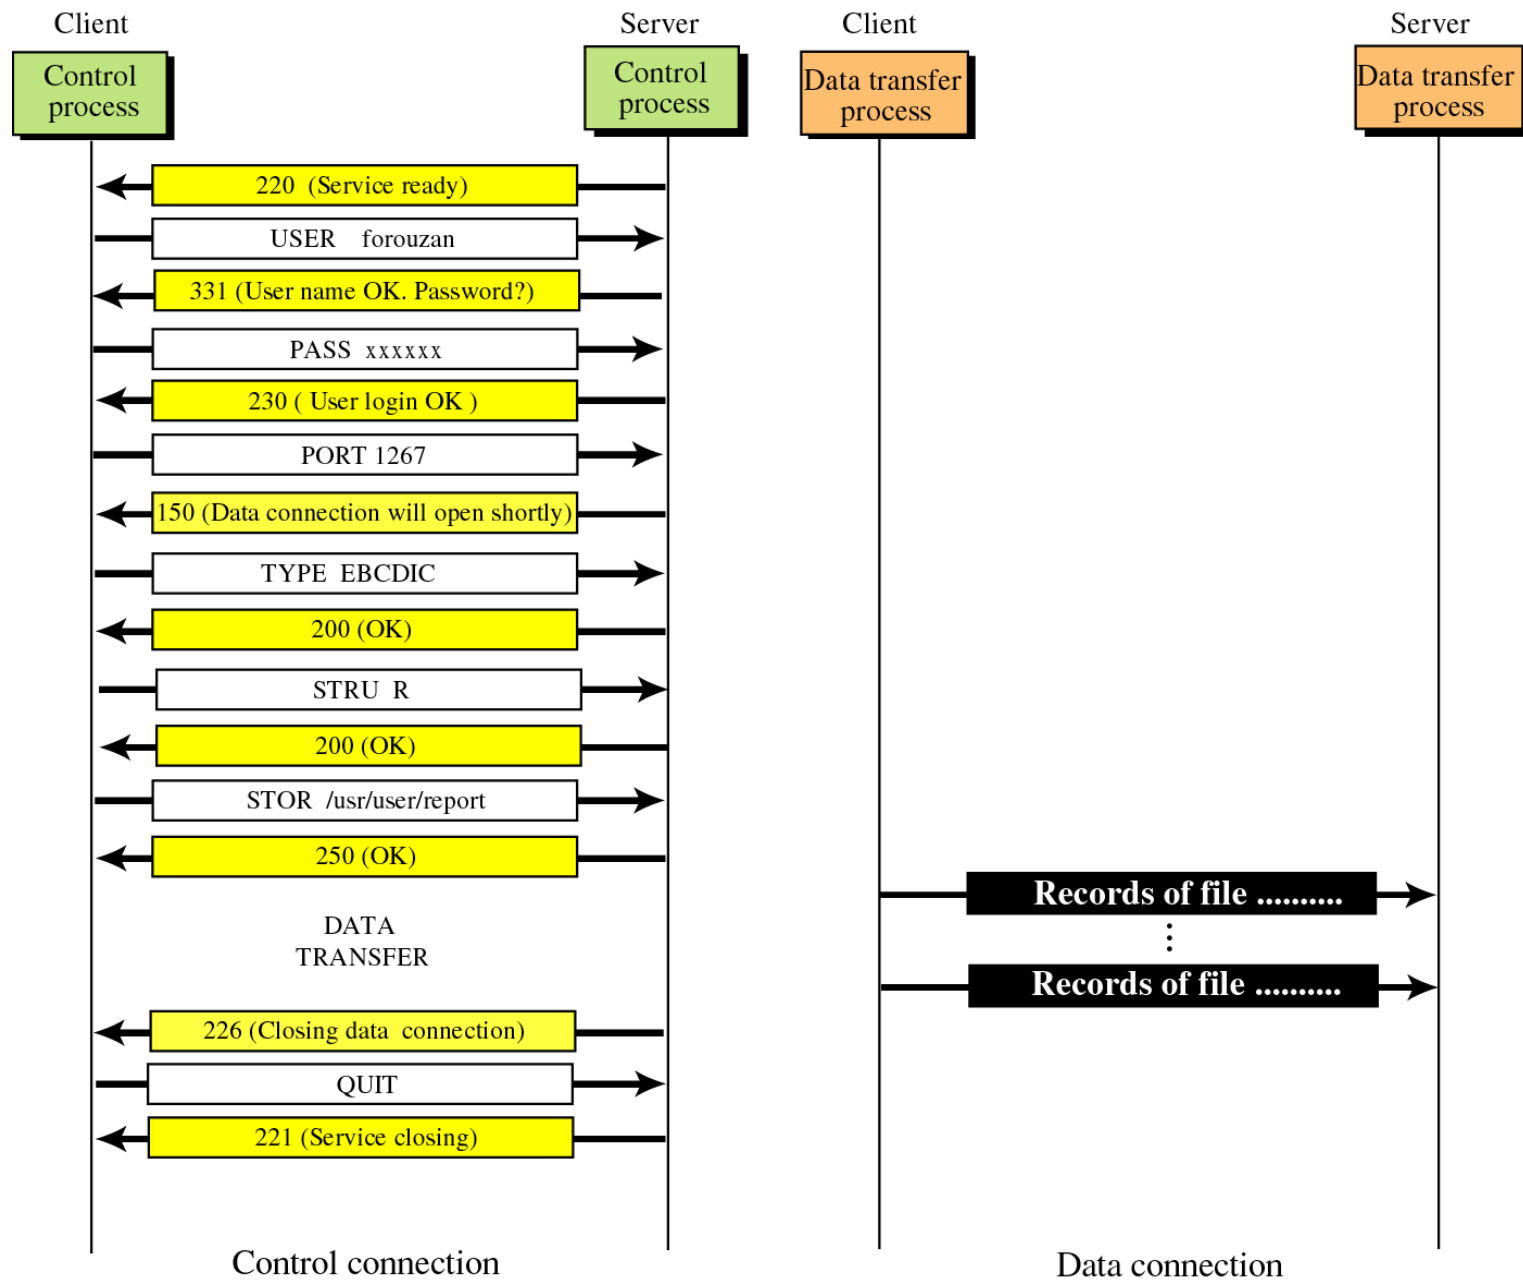 Client
Server
Client
Server
Control
process
Control
process
Data transfer
process
Data transfer
process
220 (Service ready)
USER forouzan
331 (User name OK. Password?)
PASS xxxxxx
230 ( User login OK )
PORT 1267
150 (Data connection will open shortly)
TYPE EBCDIC
200 (OK)
STRU R
200 (OK)
STOR /usr/user/report
250 (OK)
Records of file ..........
DATA
TRANSFER
Records of file ..........
226 (Closing data connection)
QUIT
221 (Service closing)
Control connection
Data connection